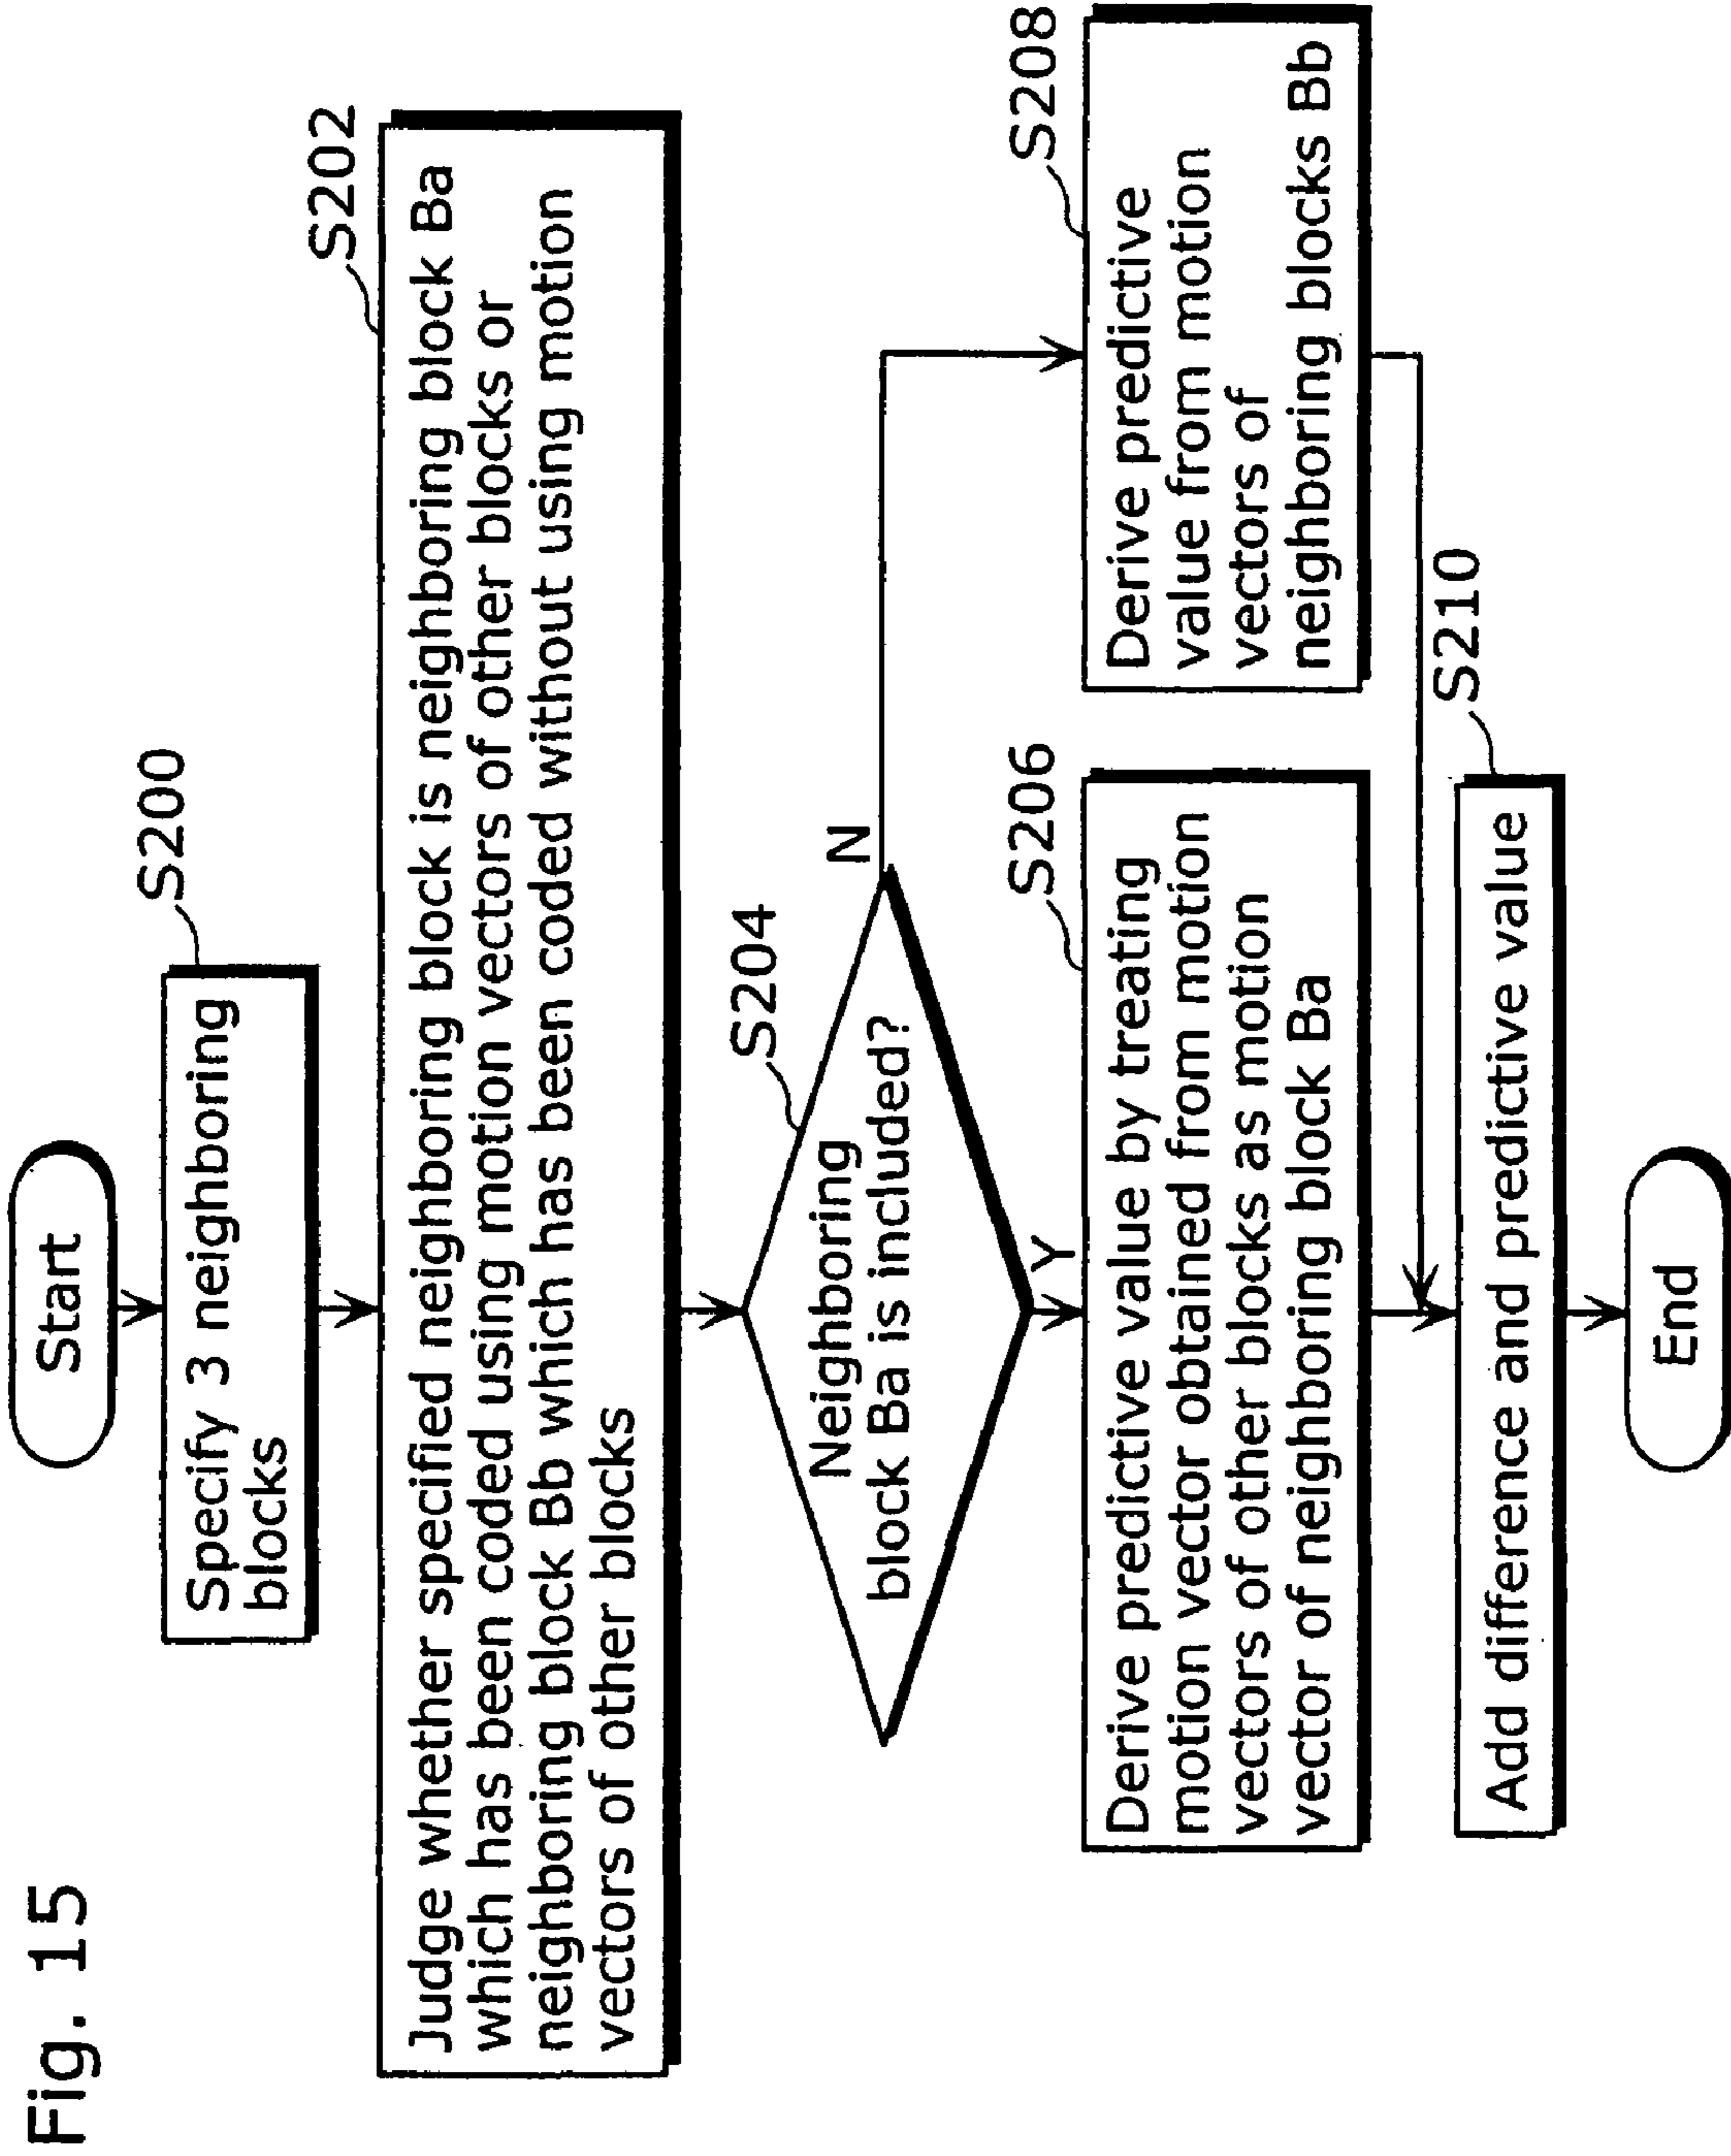 Fig. 15
Start
S200
Specify 3 neighboring
blocks
S202
Judge whether specified neighboring block is neighboring block Ba
which has been coded using motion vectors of other blocks or
neighboring block Bb which has been coded without using motion
vectors of other blocks
S204
Neighboring
block Ba is included?
N
Y
S206
Derive predictive value by treating
motion vector obtained from motion
vectors of other blocks as motion
vector of neighboring block Ba
S208
Derive predictive
value from motion
vectors of
neighboring blocks Bb
S210
Add difference and predictive value
End